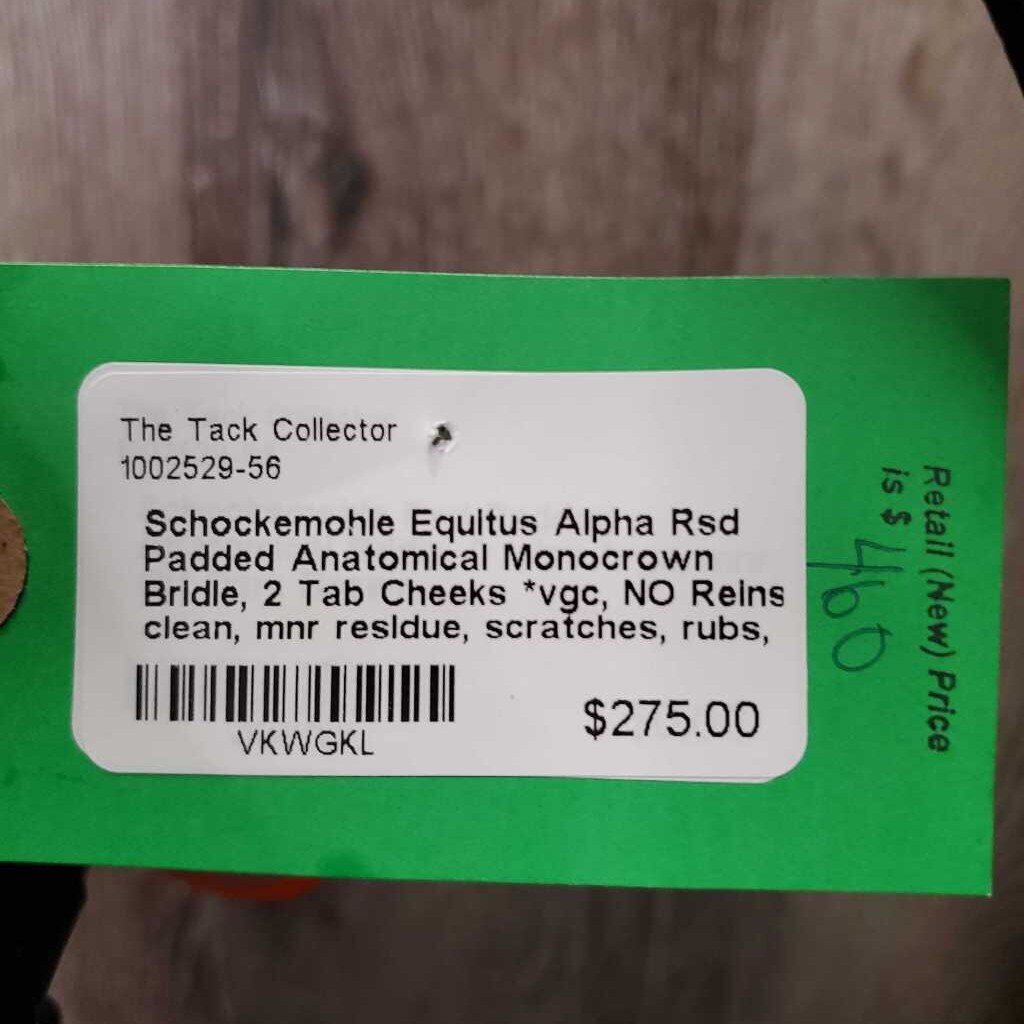 The Tack Collector
1002529-56
Schockemohle Equitus Alpha Rsd
Padded Anatomical Monocrown
Bridle, 2 Tab Cheeks *vgc, NO Reins
clean, mnr residue, scratches, rubs,
VKWGKL
$275.00
Retail (New) Price
is $ 460